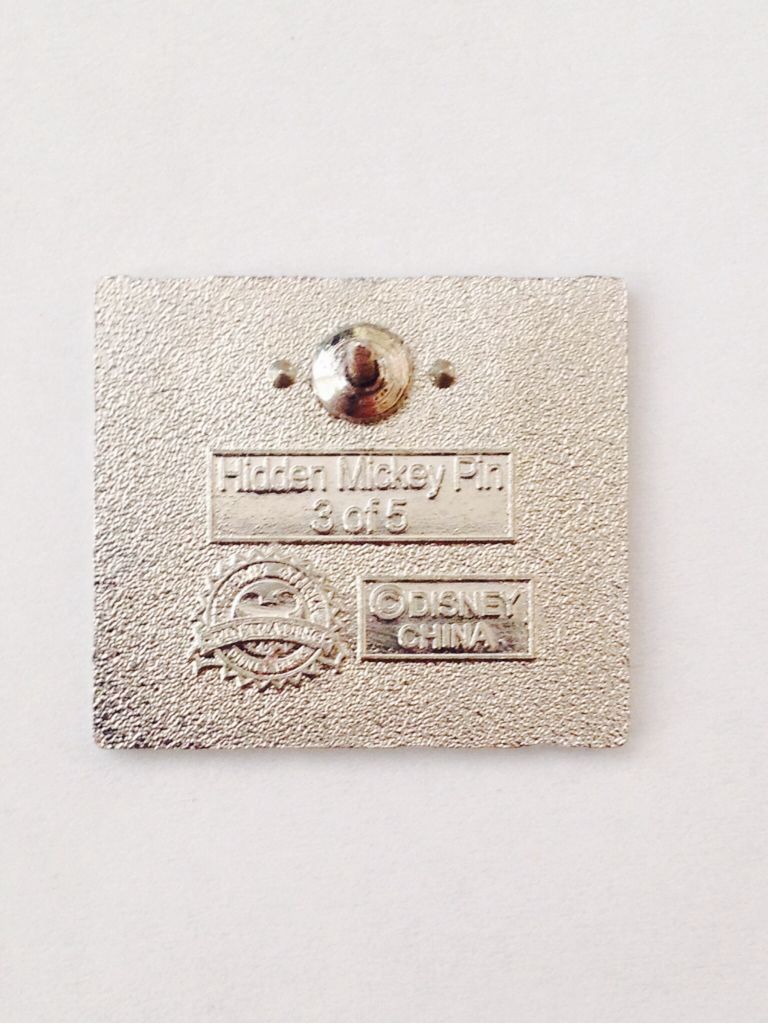 Hidden Mickey Pin
3 of 5
©DISNEY
CHINA